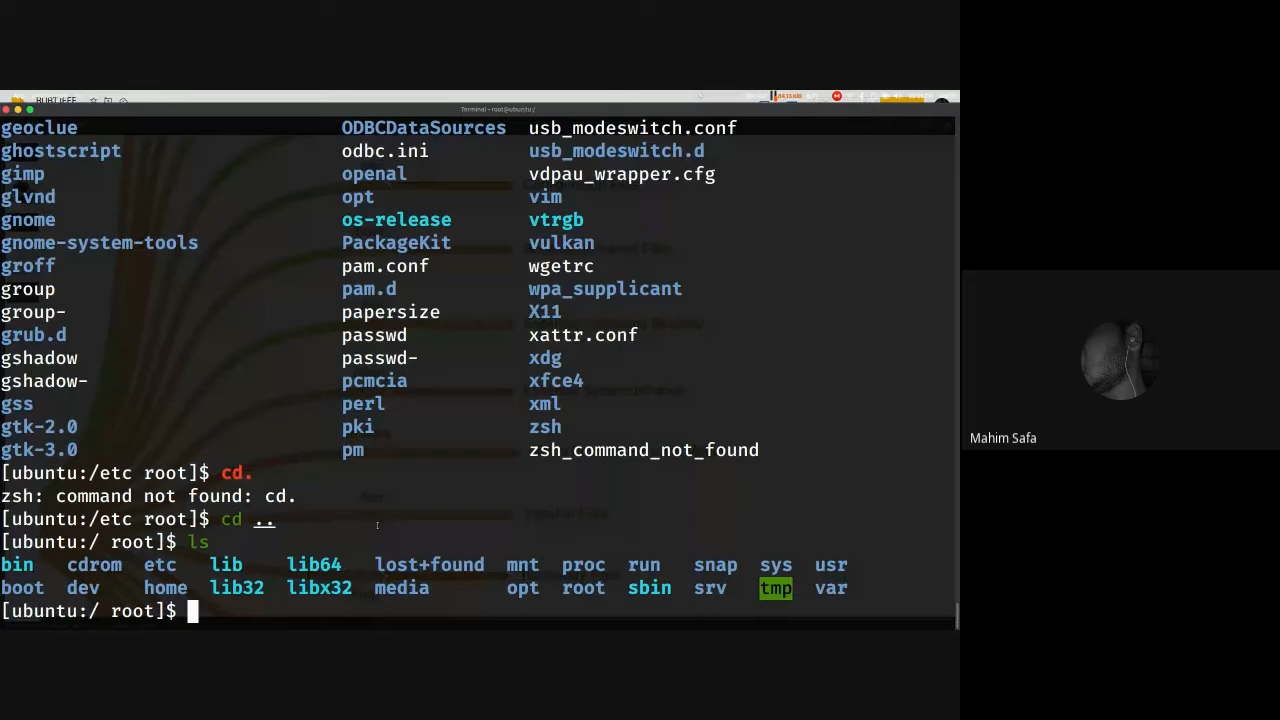 Terminal - root@ubuntu:/
geoclue ODBCDataSources usb_modeswitch.conf
ghostscript odbc.ini usb_modeswitch.d
gimp openal vdpau_wrapper.cfg
glvnd opt vim
gnome os-release vtrgb
gnome-system-tools PackageKit vulkan
groff pam.conf wgetrc
group pam.d wpa_supplicant
group- papersize X11
grub.d passwd xattr.conf
gshadow passwd- xdg
gshadow- pcmcia xfce4
gss perl xml
gtk-2.0 pki zsh
gtk-3.0 pm zsh_command_not_found
[ubuntu:/etc root]$ cd.
zsh: command not found: cd.
[ubuntu:/etc root]$ cd ..
[ubuntu:/ root]$ ls
bin cdrom etc lib lib64 lost+found mnt proc run snap sys usr
boot dev home lib32 libx32 media opt root sbin srv tmp var
[ubuntu:/ root]$
Mahim Safa